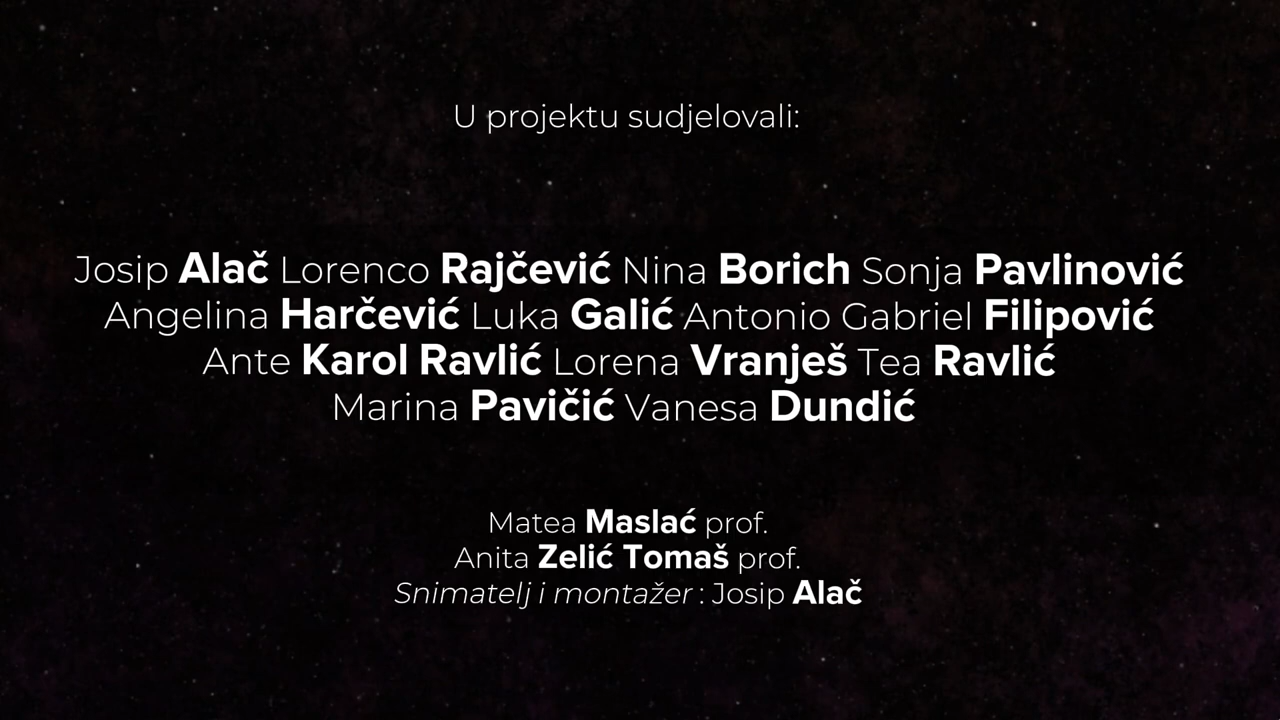 U projektu sudjelovali:
Josip Alač Lorenco Rajčević Nina Borich Sonja Pavlinović
Angelina Harčević Luka Galić Antonio Gabriel Filipović
Ante Karol Ravlić Lorena Vranješ Tea Ravlić
Marina Pavičić Vanesa Dundić
Matea Maslać prof.
Anita Zelić Tomaš prof.
Snimatelj i montažer : Josip Alač